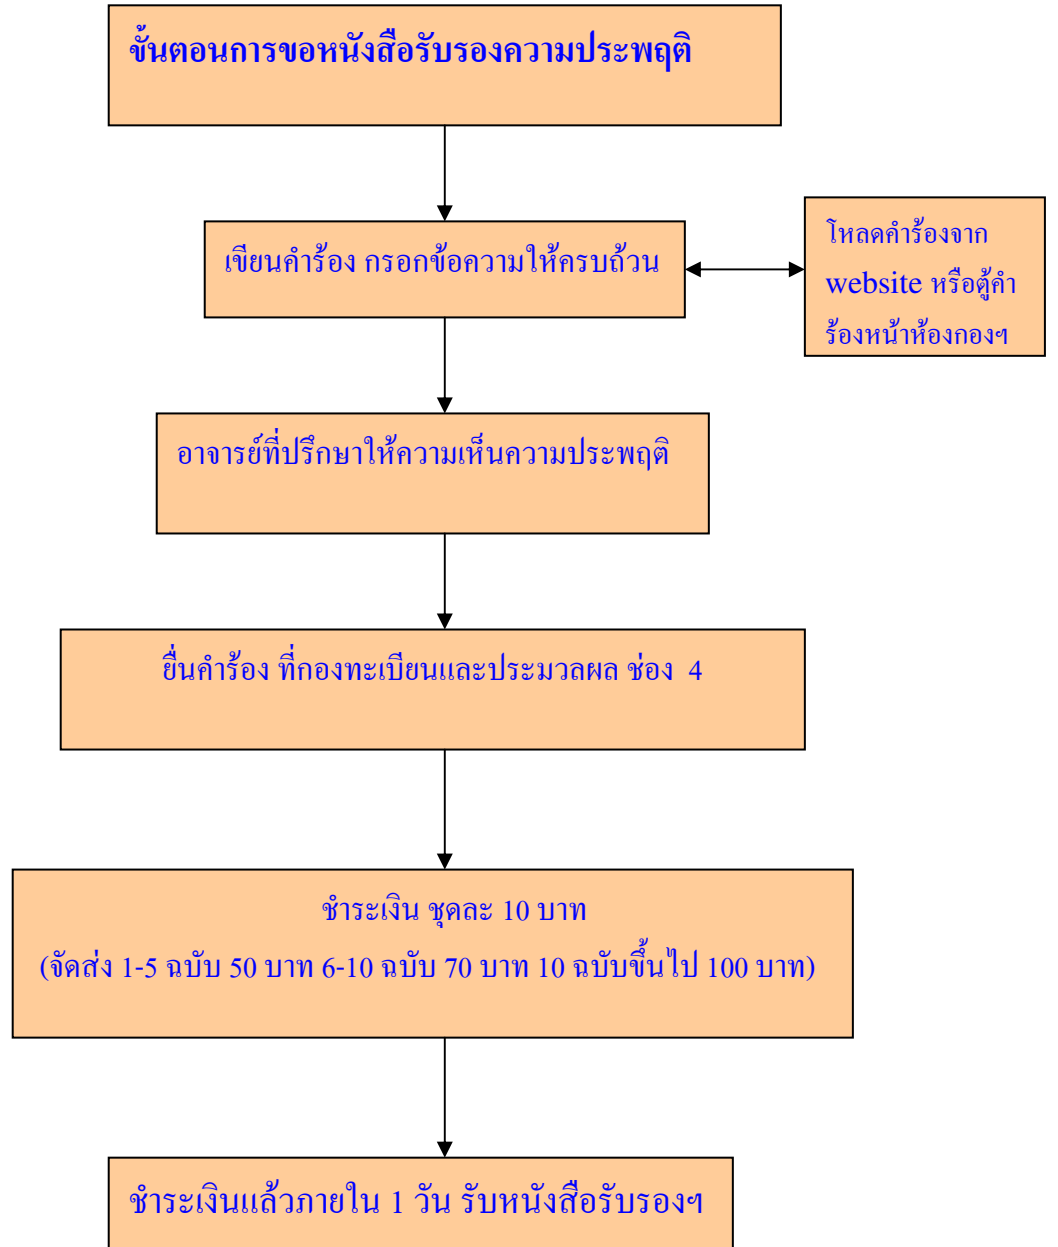 ขั้นตอนการขอหนังสือรับรองความประพฤติ
เขียนคำร้อง กรอกข้อความให้ครบถ้วน
โหลดคำร้องจาก
website หรือตู้คำ
ร้องหน้าห้องกองฯ
อาจารย์ที่ปรึกษาให้ความเห็นความประพฤติ
ยื่นคำร้อง ที่กองทะเบียนและประมวลผล ช่อง 4
ชำระเงิน ชุดละ 10 บาท
(จัดส่ง 1-5 ฉบับ 50 บาท 6-10 ฉบับ 70 บาท 10 ฉบับขึ้นไป 100 บาท)
ชำระเงินแล้วภายใน 1 วัน รับหนังสือรับรองฯ